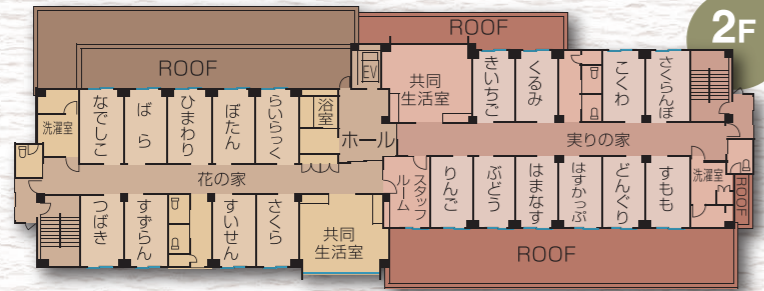 2F
ROOF
ROOF
EV
共同
生活室
きいちご
くるみ
こくわ
さくらんぼ
洗濯室
なでしこ
ばら
ひまわり
ぼたん
らいらっく
浴室
ホール
実りの家
花の家
スタッフ
ルーム
りんご
ぶどう
はまなす
はすかっぷ
どんぐり
すもも
洗濯室
ROOF
つばき
すずらん
すいせん
さくら
共同
生活室
ROOF